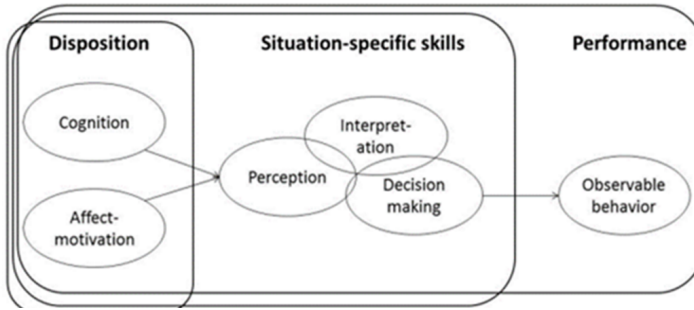 Disposition
Situation-specific skills
Performance
Cognition
Affect-
motivation
Perception
Interpret-
ation
Decision
making
Observable
behavior